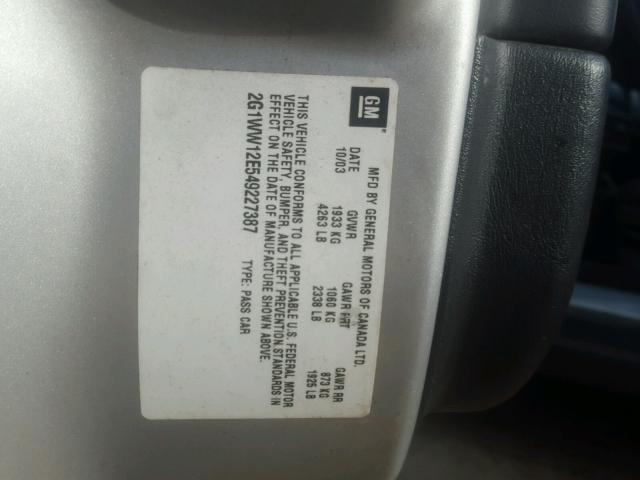 GM
MFD BY GENERAL MOTORS OF CANADA LTD.
DATE GVWR GAWR FRT GAWR RR
10/03 1933 KG 1060 KG 873 KG
4263 LB 2338 LB 1925 LB
THIS VEHICLE CONFORMS TO ALL APPLICABLE U.S. FEDERAL MOTOR
VEHICLE SAFETY, BUMPER, AND THEFT PREVENTION STANDARDS IN
EFFECT ON THE DATE OF MANUFACTURE SHOWN ABOVE.
2G1WW12E549227387 TYPE: PASS CAR